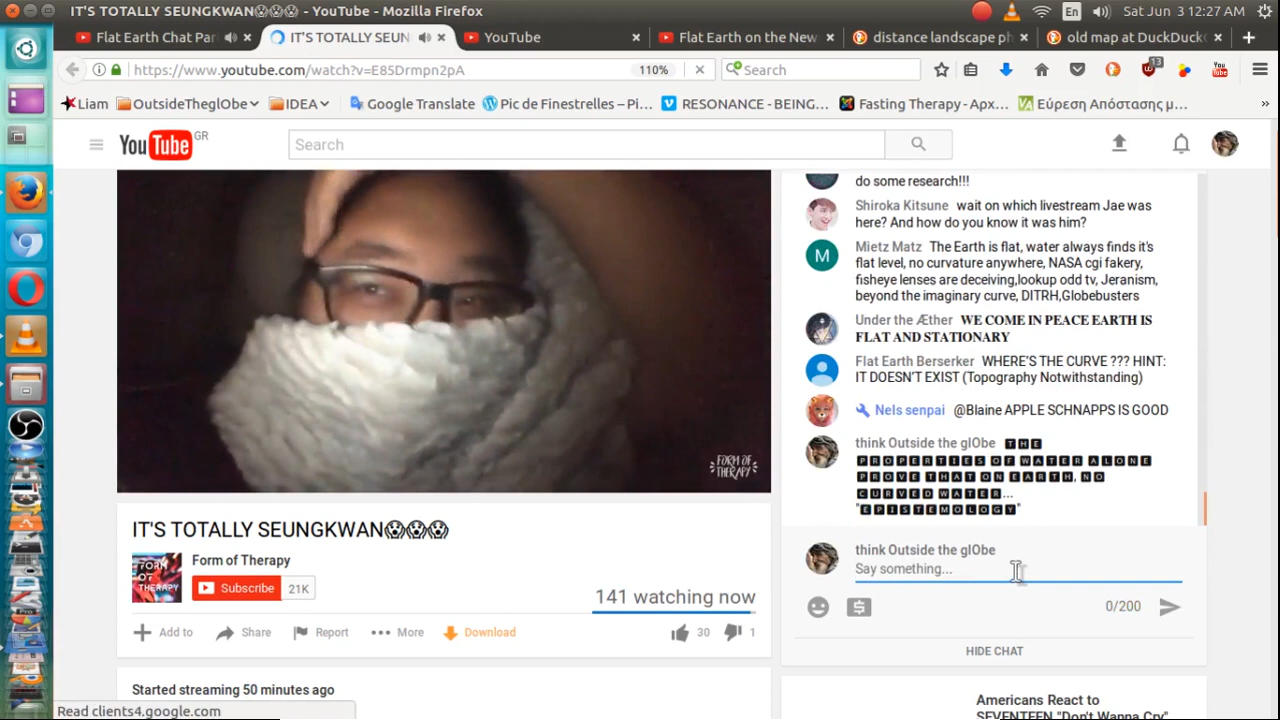 IT'S TOTALLY SEUNGKWAN😱😱😱 - YouTube - Mozilla Firefox
En
Sat Jun 3 12:27 AM
Flat Earth Chat Part
IT'S TOTALLY SEUN
YouTube
Flat Earth on the New
distance landscape ph
old map at DuckDuckG
https://www.youtube.com/watch?v=E85Drmpn2pA
110%
Search
13
You Tube
Liam
OutsideTheglObe
IDEA
Google Translate
Pic de Finestrelles – Pi...
RESONANCE - BEING...
Fasting Therapy - Apx...
Εύρεση Απόστασης μ...
YouTube GR
Search
do some research!!!
Shiroka Kitsune wait on which livestream Jae was
here? And how do you know it was him?
M
Mietz Matz The Earth is flat, water always finds it's
flat level, no curvature anywhere, NASA cgi fakery,
fisheye lenses are deceiving,lookup odd tv, Jeranism,
beyond the imaginary curve, DITRH,Globebusters
Under the Æther WE COME IN PEACE EARTH IS
FLAT AND STATIONARY
Flat Earth Berserker WHERE'S THE CURVE ??? HINT:
IT DOESN'T EXIST (Topography Notwithstanding)
Nels senpai @Blaine APPLE SCHNAPPS IS GOOD
think Outside the glObe THE
PROPERTIES OF WATER ALONE
PROVE THAT ON EARTH, NO
CURVED WATER...
"EPISTEMOLOGY"
FORM OF
THERAPY
think Outside the glObe
Say something...
0/200
HIDE CHAT
IT'S TOTALLY SEUNGKWAN😱😱😱
FORM OF THERAPY
Form of Therapy
Subscribe 21K
141 watching now
Add to
Share
Report
More
Download
30
1
Started streaming 50 minutes ago
Americans React to
SEVENTEEN "Don't Wanna Cry"
Read clients4.google.com